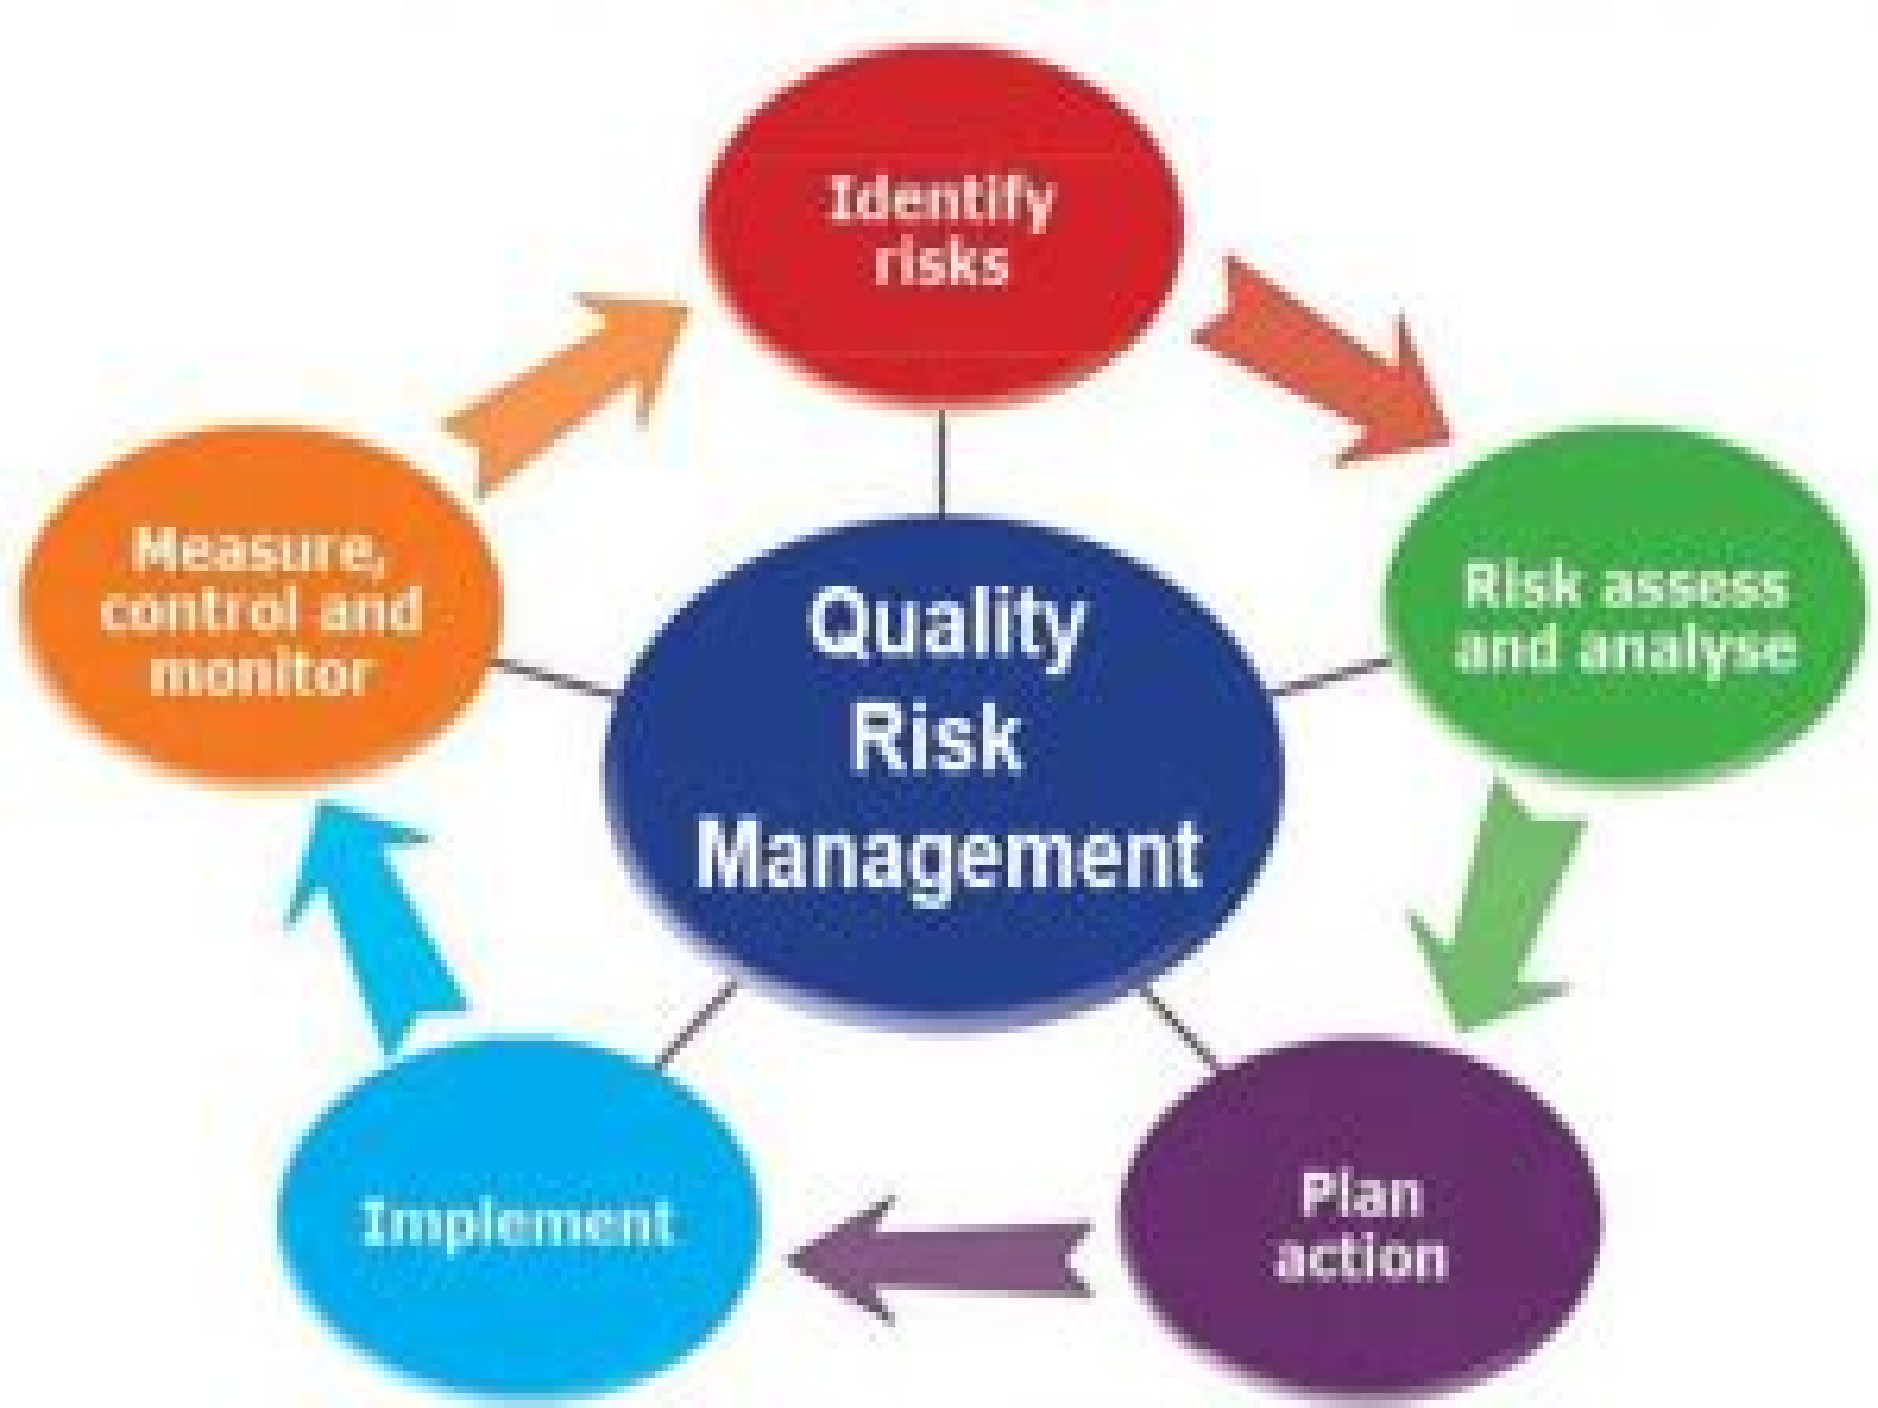 Identify
risks
Risk assess
and analyse
Plan
action
Implement
Measure,
control and
monitor
Quality
Risk
Management